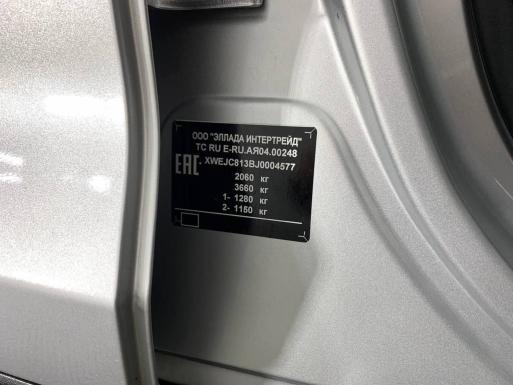 ООО "ЭЛЛАДА ИНТЕРТРЕЙД"
ТС RU E-RU.АЯ04.00248
EAC XWEJC813BJ0004577
2060 кг
3660 кг
1- 1280 кг
2- 1150 кг